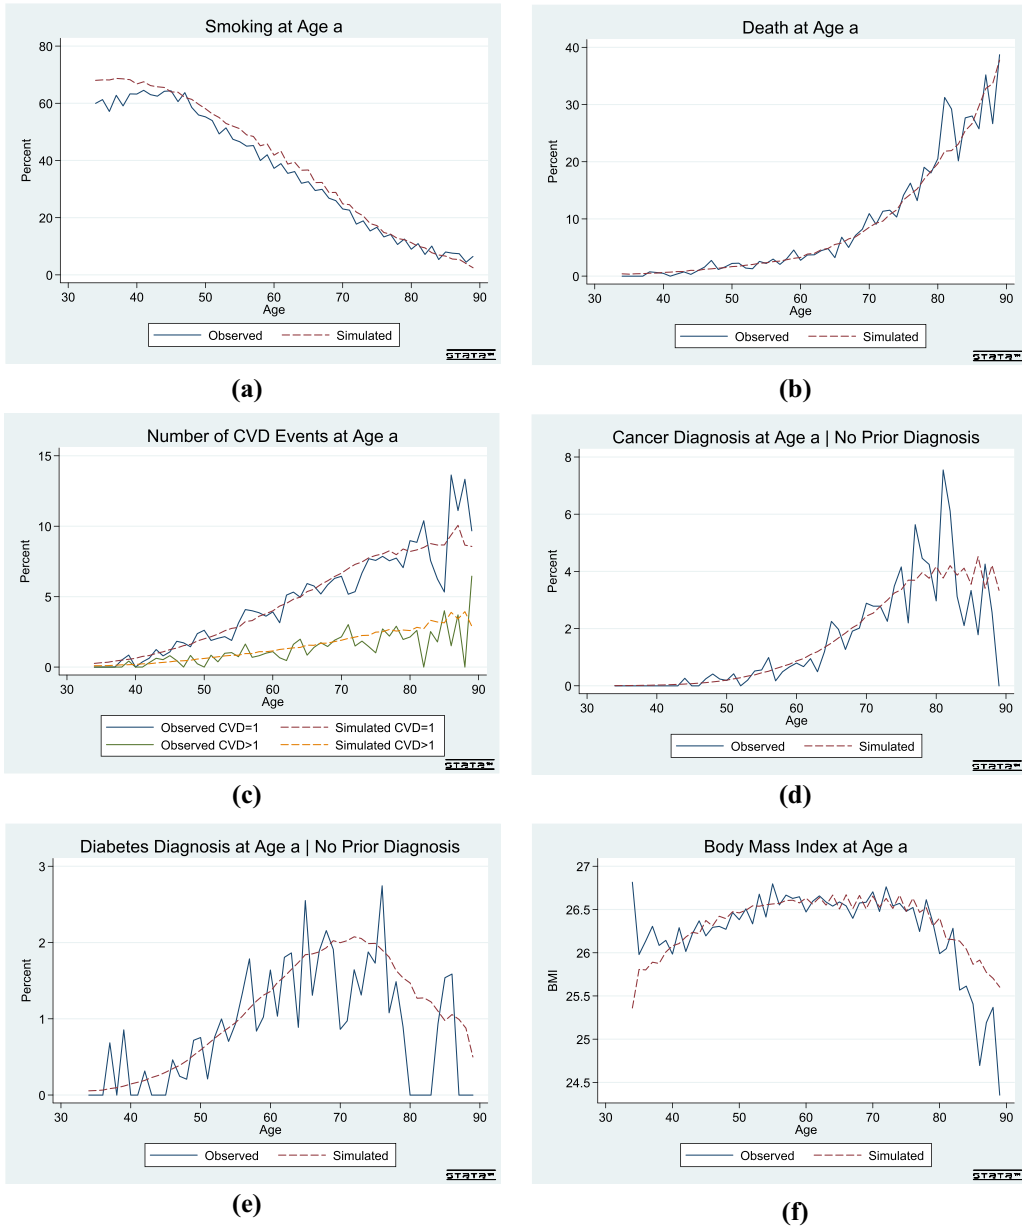 Smoking at Age a
80
60
40
20
0
Percent
30 40 50 60 70 80 90
Age
Observed Simulated
STATA™
(a)
Death at Age a
40
30
20
10
0
Percent
30 40 50 60 70 80 90
Age
Observed Simulated
STATA™
(b)
Number of CVD Events at Age a
15
10
5
0
Percent
30 40 50 60 70 80 90
Age
Observed CVD=1 Simulated CVD=1
Observed CVD>1 Simulated CVD>1
STATA™
(c)
Cancer Diagnosis at Age a | No Prior Diagnosis
8
6
4
2
0
Percent
30 40 50 60 70 80 90
Age
Observed Simulated
STATA™
(d)
Diabetes Diagnosis at Age a | No Prior Diagnosis
3
2
1
0
Percent
30 40 50 60 70 80 90
Age
Observed Simulated
STATA™
(e)
Body Mass Index at Age a
27
26.5
26
25.5
25
24.5
BMI
30 40 50 60 70 80 90
Age
Observed Simulated
STATA™
(f)